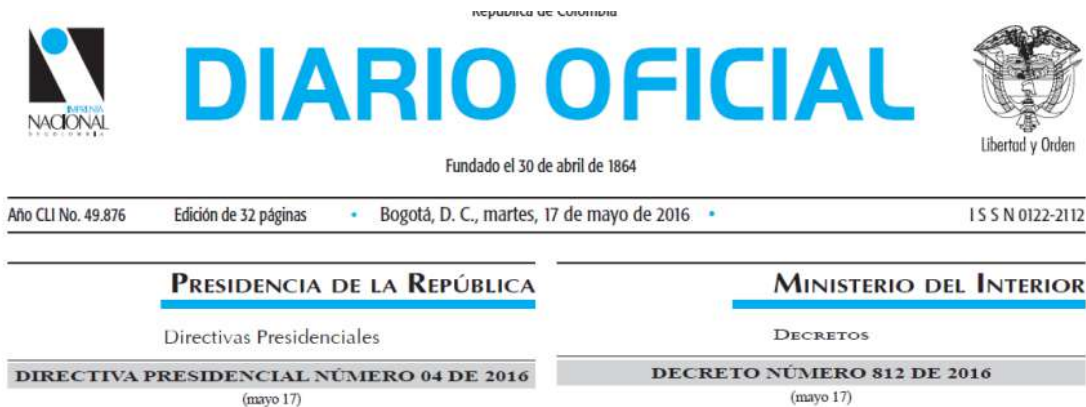 República de Colombia
IMPRENTA
NACIONAL
DE COLOMBIA
DIARIO OFICIAL
Libertad y Orden
Fundado el 30 de abril de 1864
Año CLI No. 49.876 Edición de 32 páginas • Bogotá, D. C., martes, 17 de mayo de 2016 • I S S N 0122-2112
PRESIDENCIA DE LA REPÚBLICA
Directivas Presidenciales
DIRECTIVA PRESIDENCIAL NÚMERO 04 DE 2016
(mayo 17)
MINISTERIO DEL INTERIOR
DECRETOS
DECRETO NÚMERO 812 DE 2016
(mayo 17)